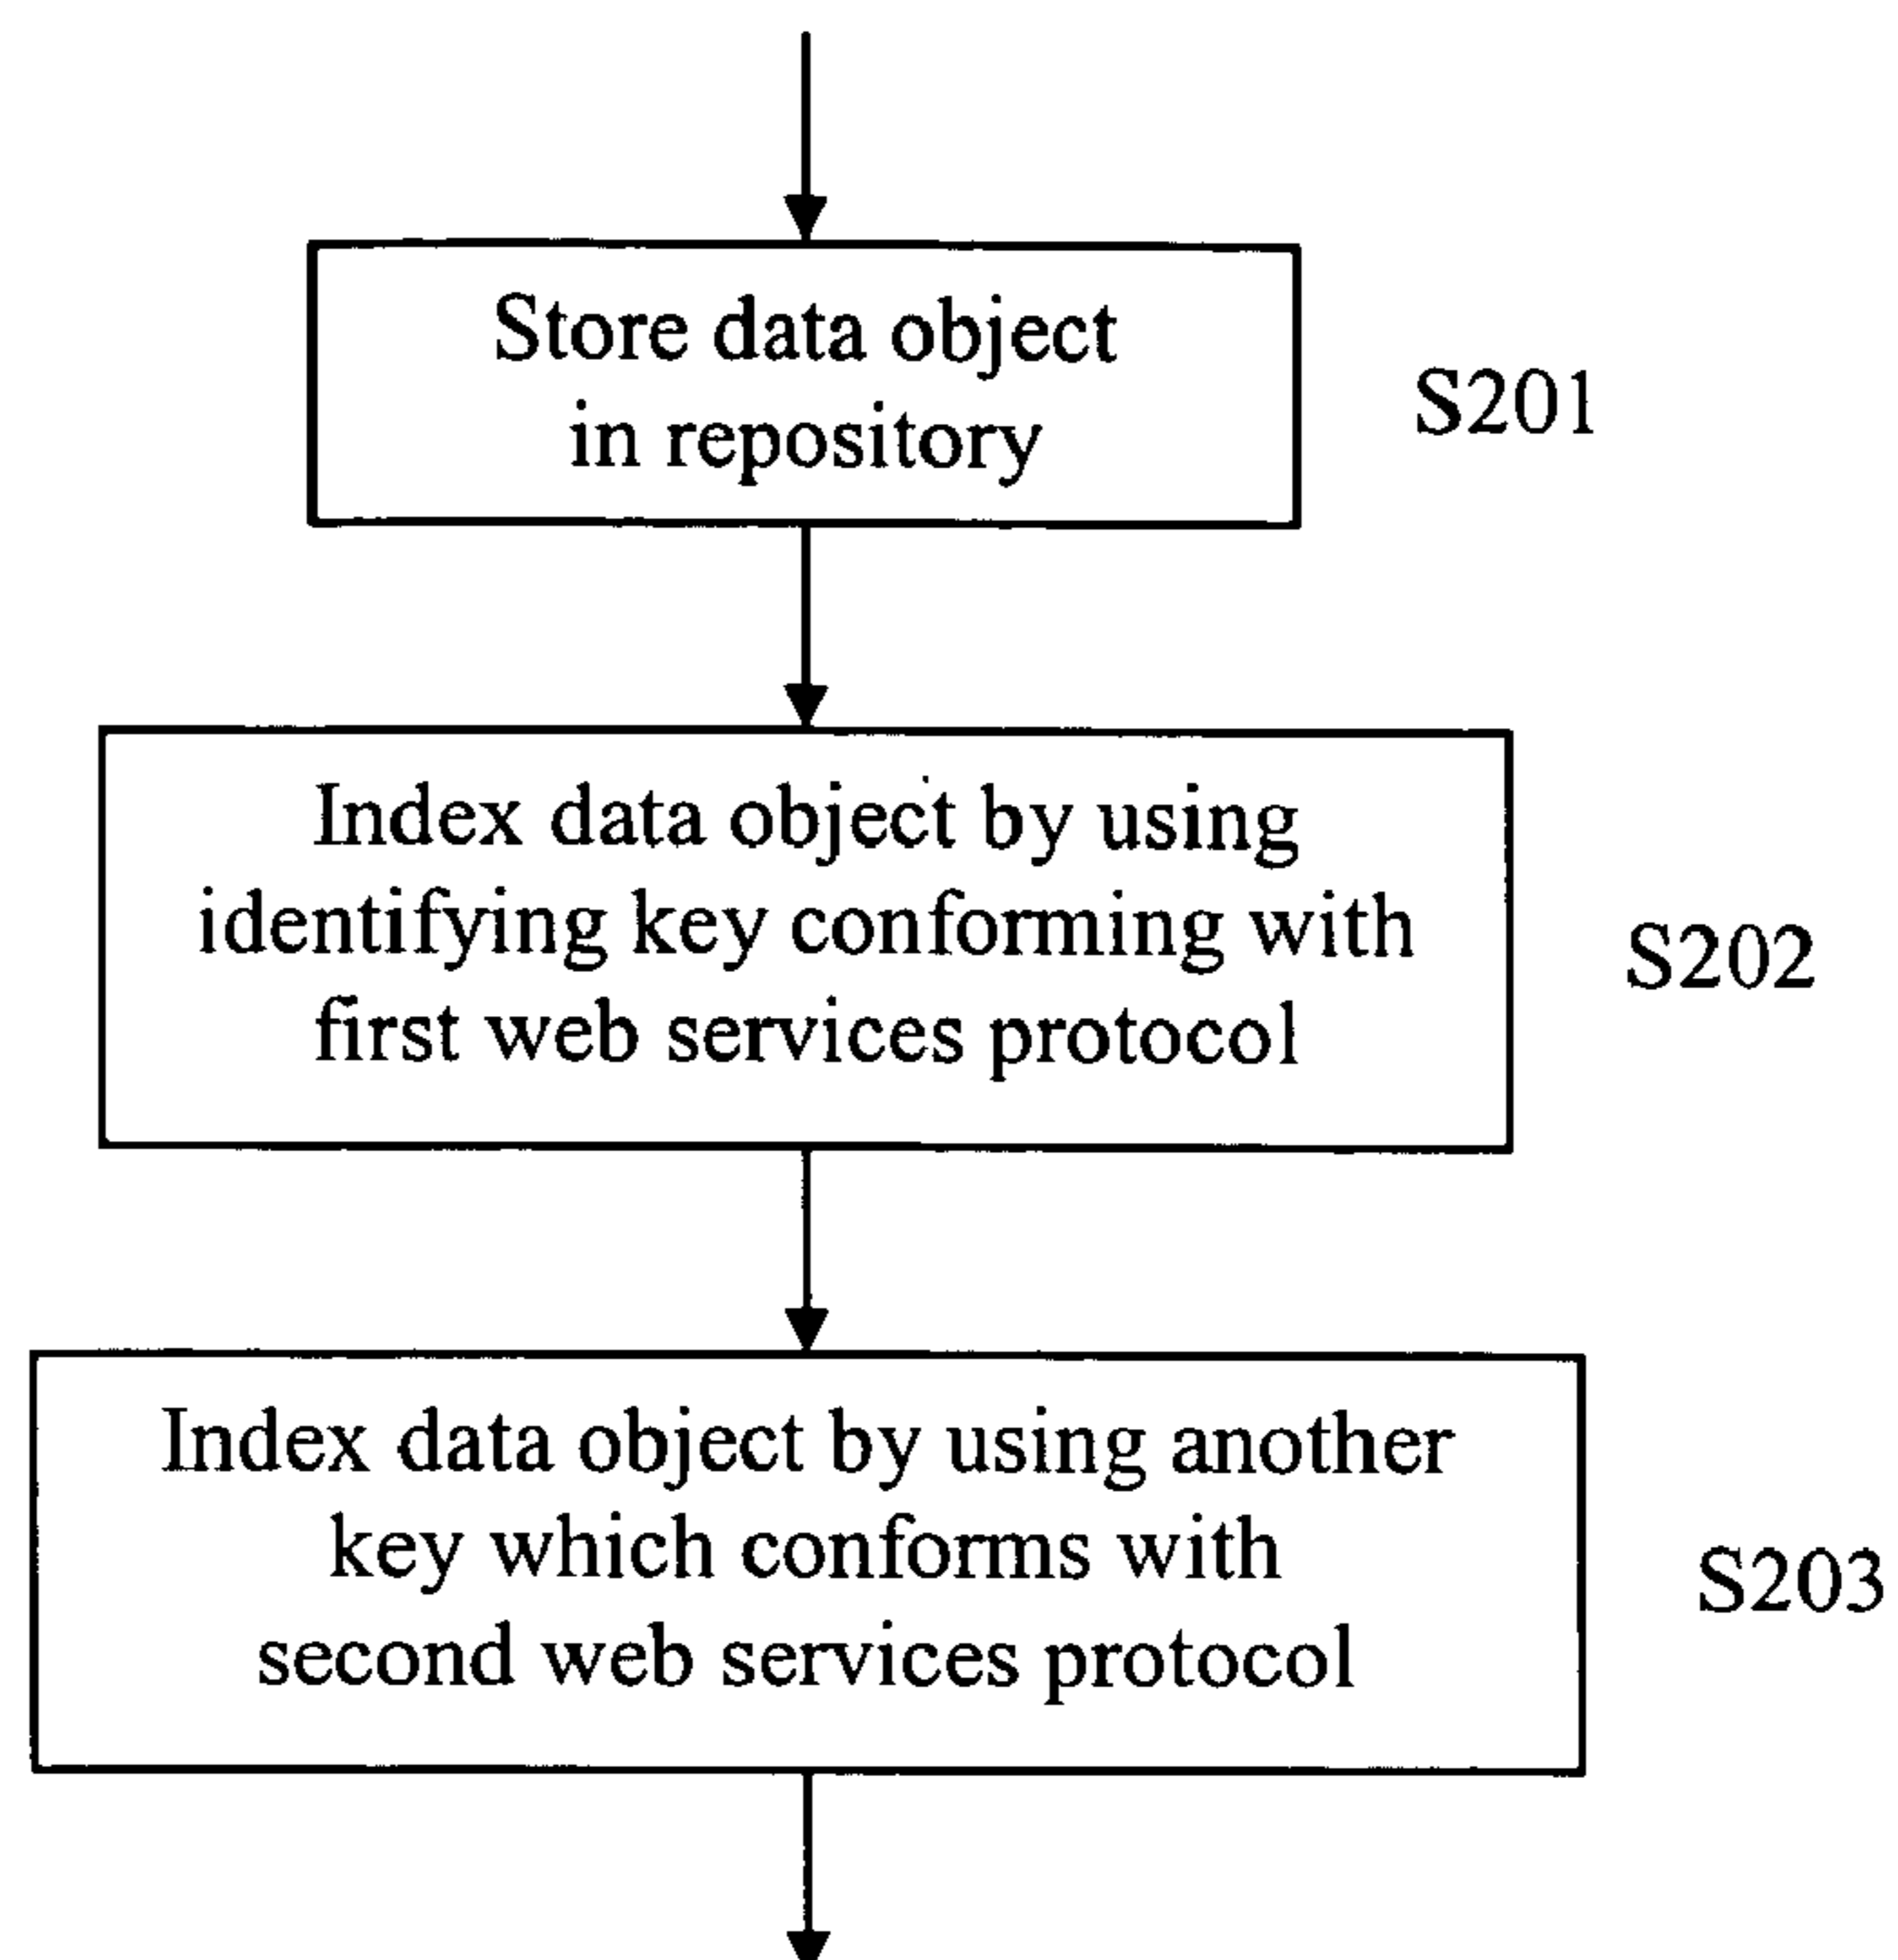 Store data object
in repository
S201
Index data object by using
identifying key conforming with
first web services protocol
S202
Index data object by using another
key which conforms with
second web services protocol
S203